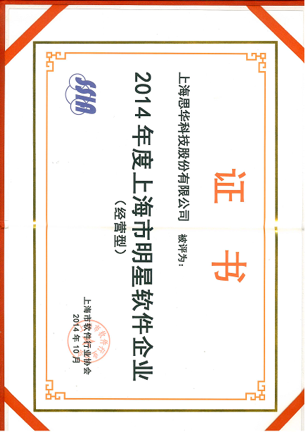 证书
上海思华科技股份有限公司 被评为:
2014年度上海市明星软件企业
(经营型)
SSIA
上海市软件行业协会
2014年10月